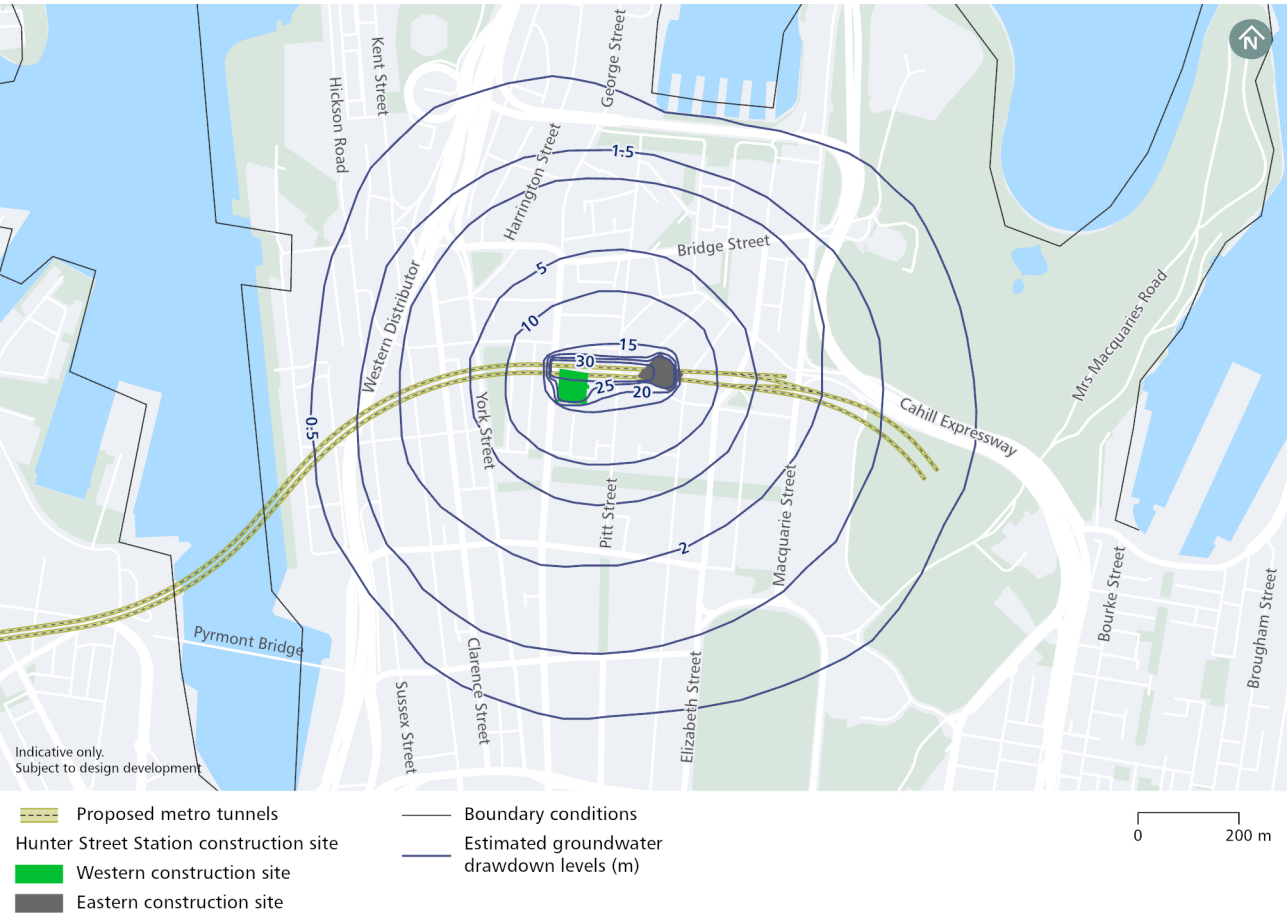 N
Kent Street
George Street
Hickson Road
Harrington Street
1·5
Bridge Street
Western Distributor
5
10
15
30
25
20
Mrs Macquaries Road
0·5
York Street
Cahill Expressway
Pitt Street
Macquarie Street
2
Bourke Street
Brougham Street
Pyrmont Bridge
Clarence Street
Sussex Street
Elizabeth Street
Indicative only.
Subject to design development
Proposed metro tunnels
Hunter Street Station construction site
Western construction site
Eastern construction site
Boundary conditions
Estimated groundwater
drawdown levels (m)
0 200 m